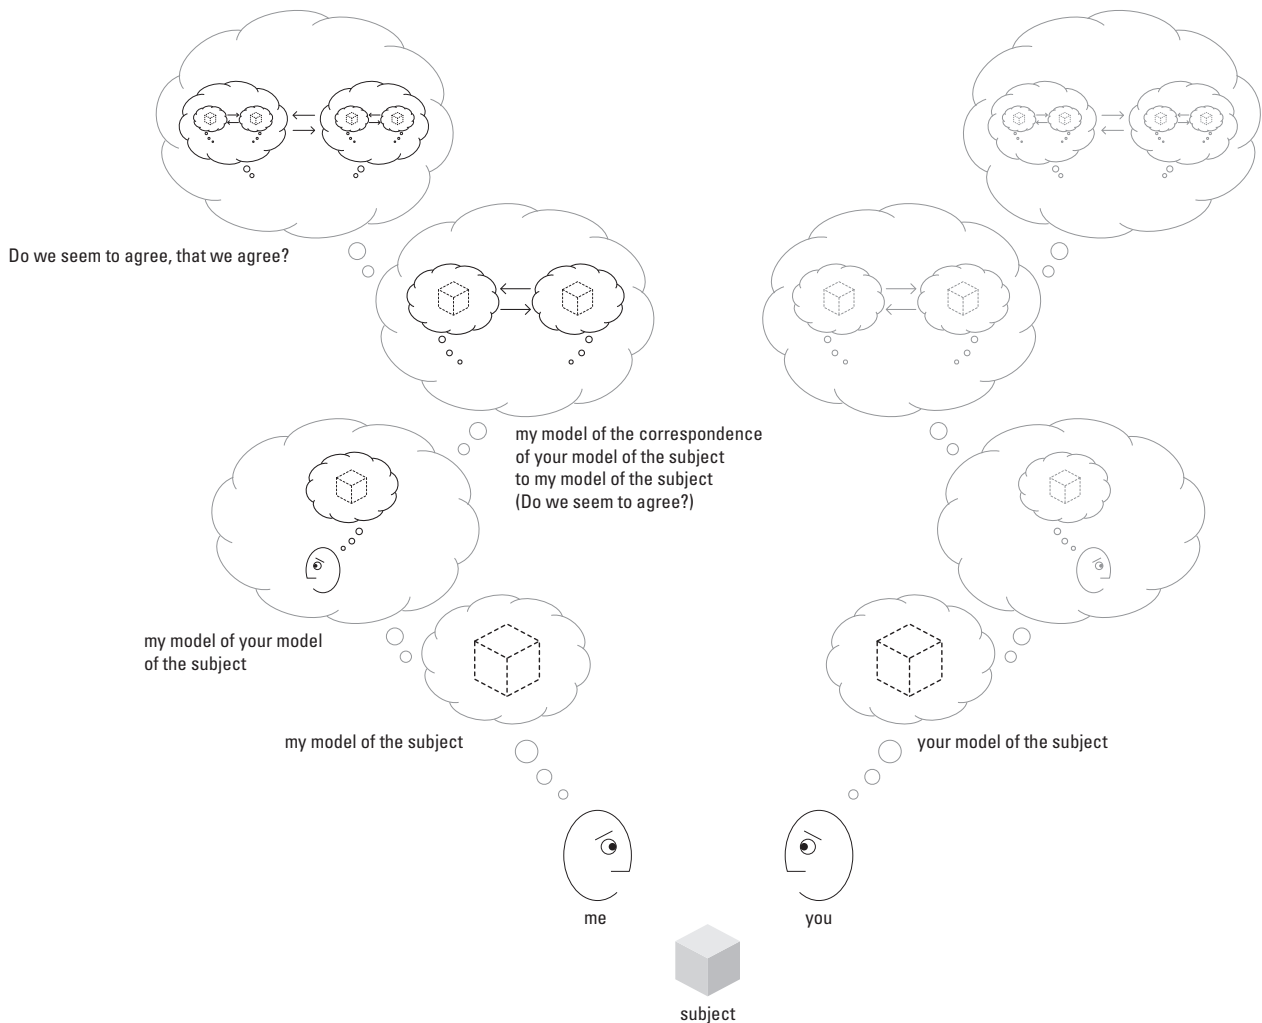 Do we seem to agree, that we agree?
my model of the correspondence
of your model of the subject
to my model of the subject
(Do we seem to agree?)
my model of your model
of the subject
my model of the subject
your model of the subject
me
you
subject